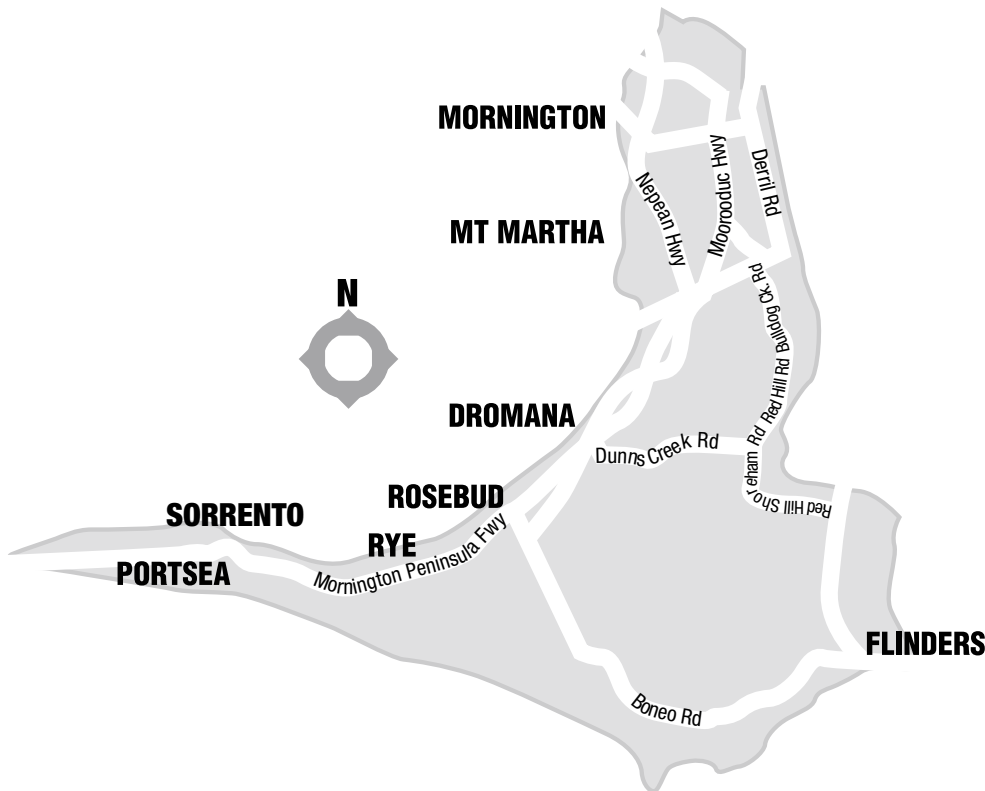 MORNINGTON
Nepean Hwy
Moorooduc Hwy
Derril Rd
MT MARTHA
N
Bulldog Ck. Rd
Red Hill Rd
DROMANA
Dunns Creek Rd
Red Hill Shoreham Rd
ROSEBUD
SORRENTO
RYE
Mornington Peninsula Fwy
PORTSEA
FLINDERS
Boneo Rd